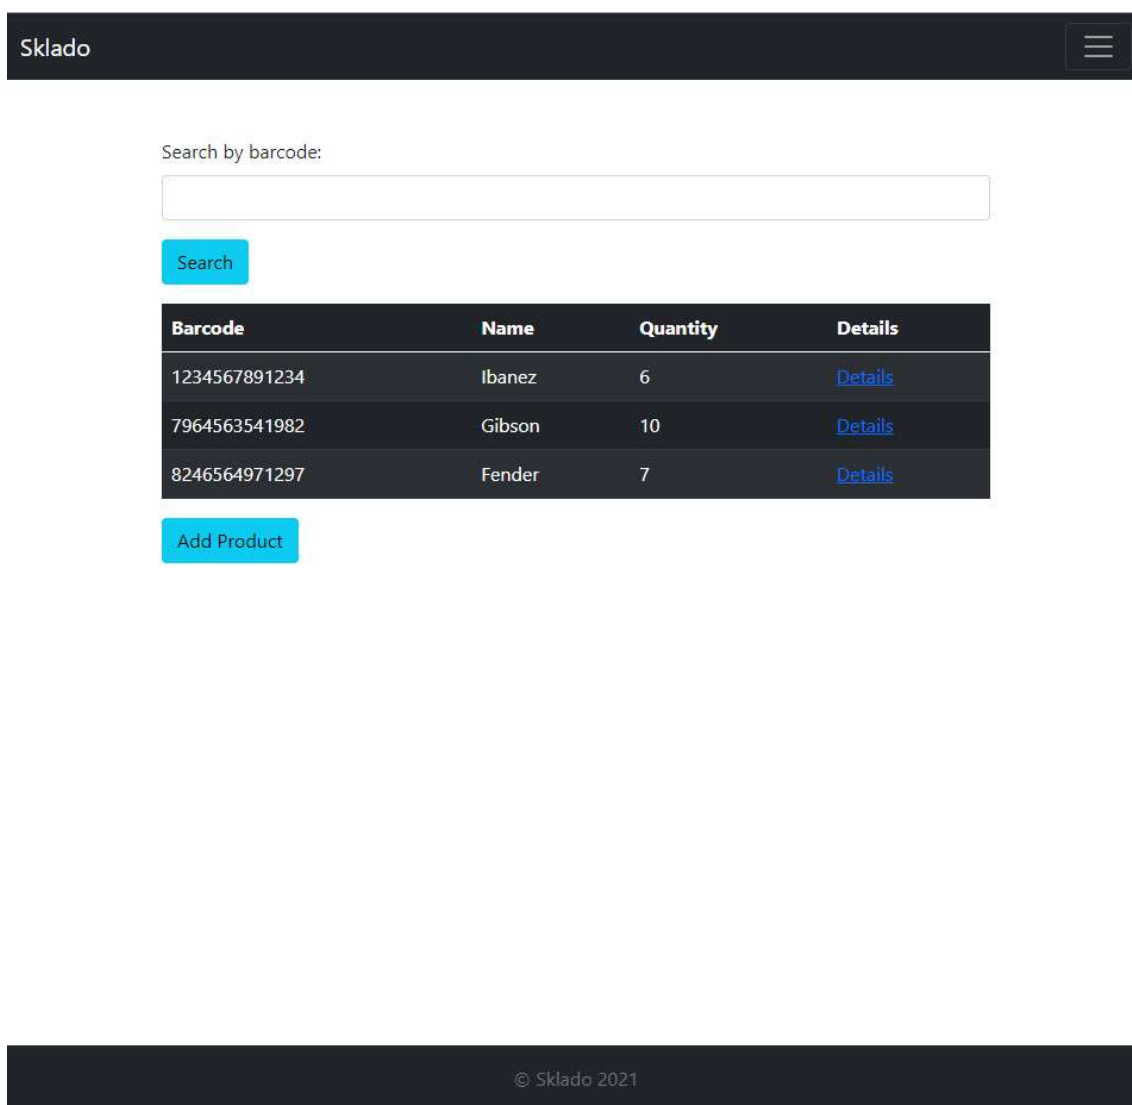 Sklado
Search by barcode:
Search
Barcode Name Quantity Details
1234567891234 Ibanez 6 Details
7964563541982 Gibson 10 Details
8246564971297 Fender 7 Details
Add Product
© Sklado 2021